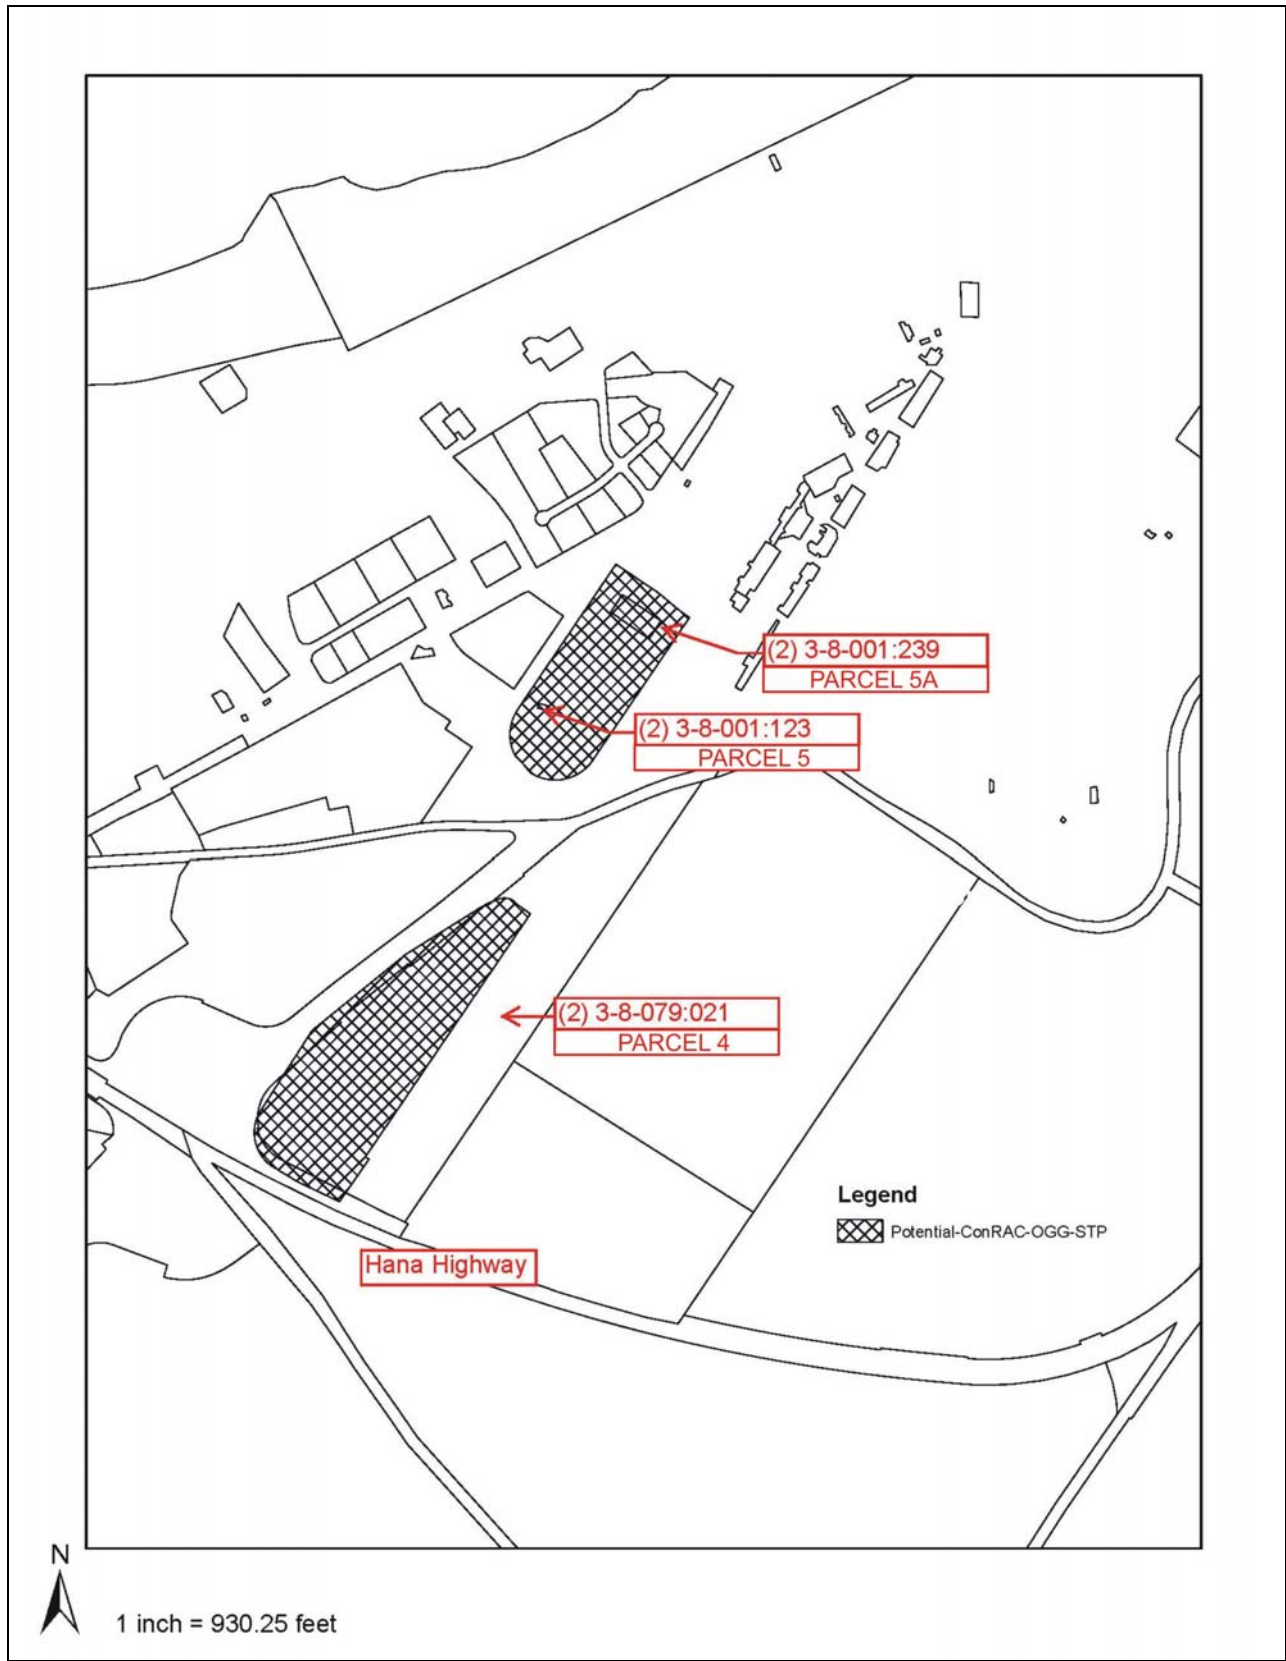 (2) 3-8-001:239
PARCEL 5A
(2) 3-8-001:123
PARCEL 5
(2) 3-8-079:021
PARCEL 4
Legend
Potential-ConRAC-OGG-STP
Hana Highway
N
1 inch = 930.25 feet